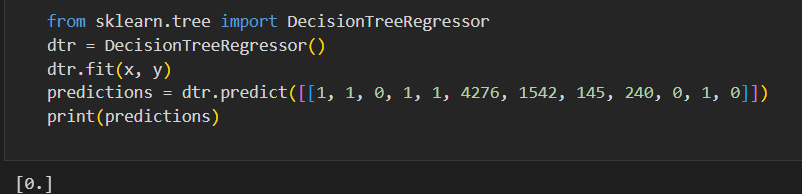 from sklearn.tree import DecisionTreeRegressor
dtr = DecisionTreeRegressor()
dtr.fit(x, y)
predictions = dtr.predict([[1, 1, 0, 1, 1, 4276, 1542, 145, 240, 0, 1, 0]])
print(predictions)
[0.]